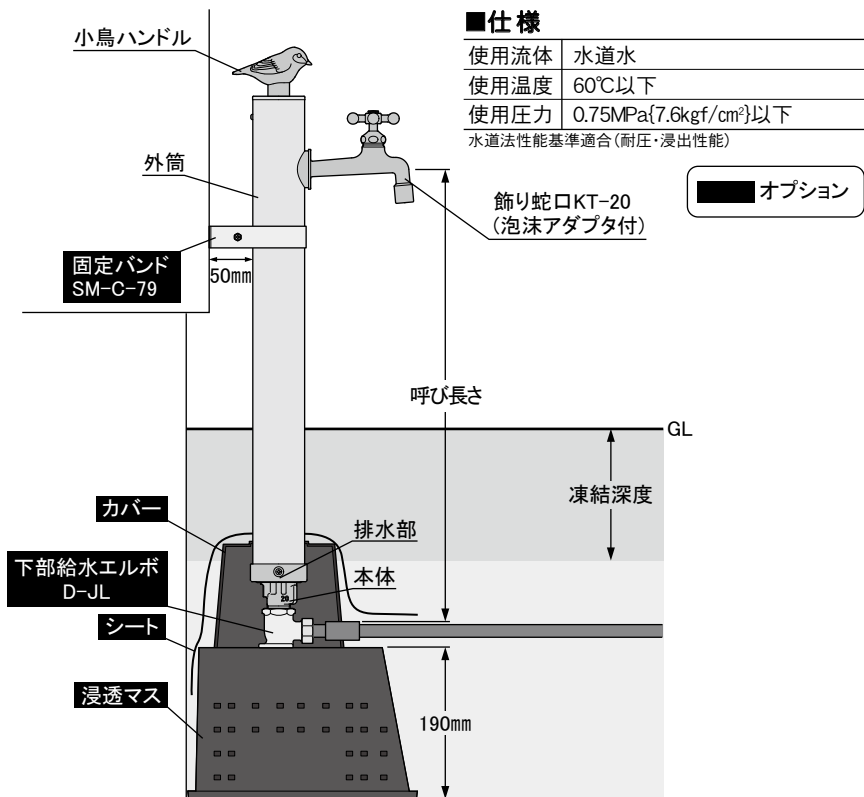 ■仕様
使用流体 水道水
使用温度 60℃以下
使用圧力 0.75MPa{7.6kgf/cm²}以下
水道法性能基準適合(耐圧・浸出性能)
オプション
小鳥ハンドル
外筒
飾り蛇口KT-20
(泡沫アダプタ付)
固定バンド
SM-C-79
50mm
呼び長さ
GL
凍結深度
カバー
排水部
下部給水エルボ
D-JL
本体
20
シート
浸透マス
190mm